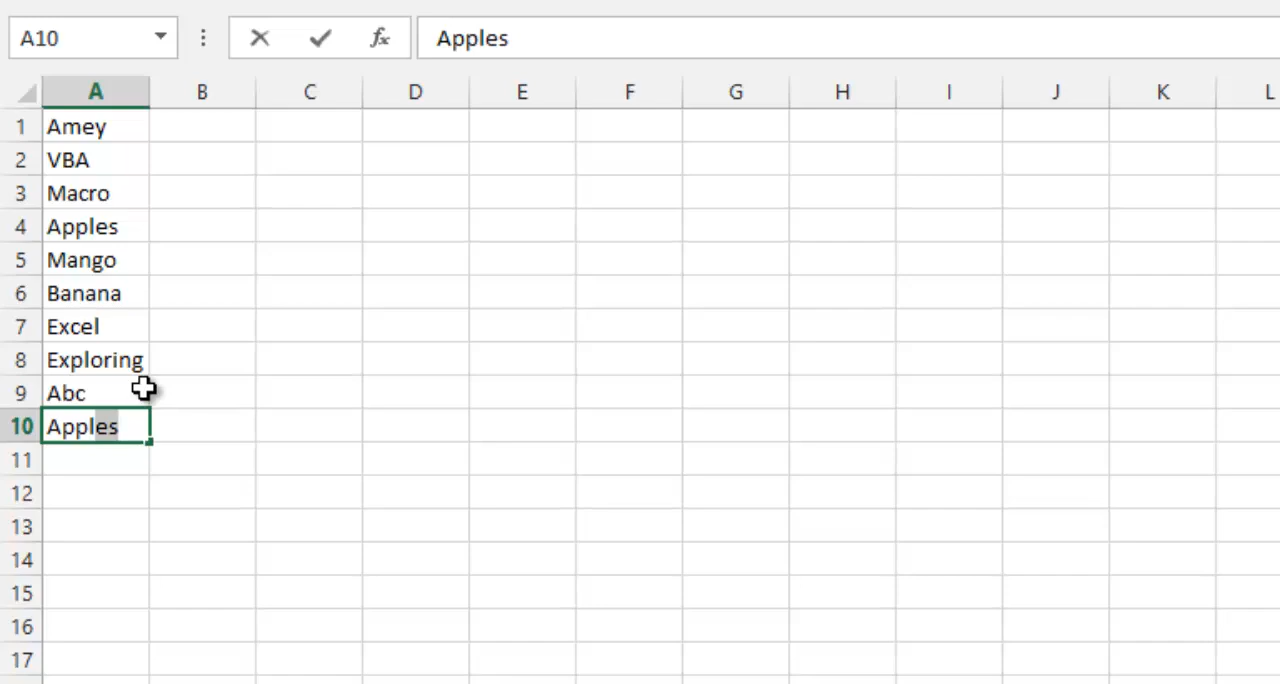 A10 fx Apples
A B C D E F G H I J K L
1 Amey
2 VBA
3 Macro
4 Apples
5 Mango
6 Banana
7 Excel
8 Exploring
9 Abc
10 Apples
11
12
13
14
15
16
17